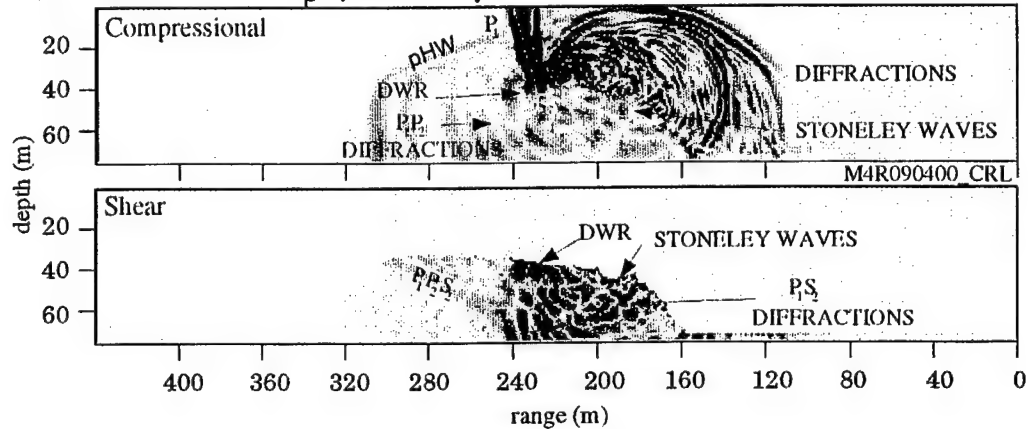 Compressional
P₁
20
pHW
DWR
DIFFRACTIONS
40
P₁P₂
60
DIFFRACTIONS
STONELEY WAVES
M4R090400_CRL
depth (m)
Shear
20
DWR
STONELEY WAVES
40
P₁P₂S₂
P₁S₂
60
DIFFRACTIONS
400 360 320 280 240 200 160 120 80 40 0
range (m)